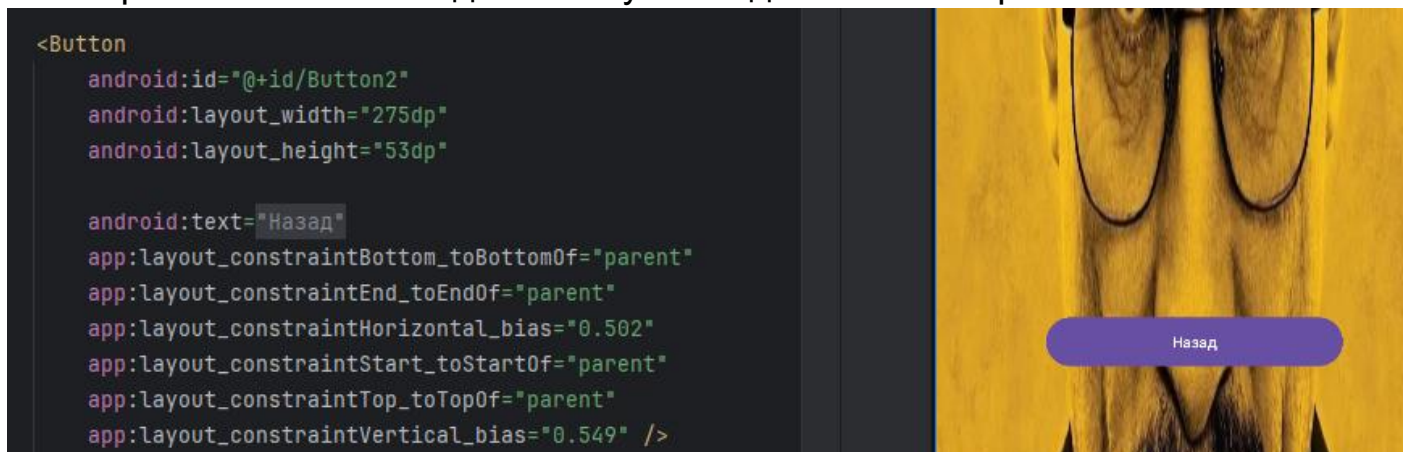 <Button
android:id="@+id/Button2"
android:layout_width="275dp"
android:layout_height="53dp"
android:text="Назад"
app:layout_constraintBottom_toBottomOf="parent"
app:layout_constraintEnd_toEndOf="parent"
app:layout_constraintHorizontal_bias="0.502"
app:layout_constraintStart_toStartOf="parent"
app:layout_constraintTop_toTopOf="parent"
app:layout_constraintVertical_bias="0.549" />
Назад